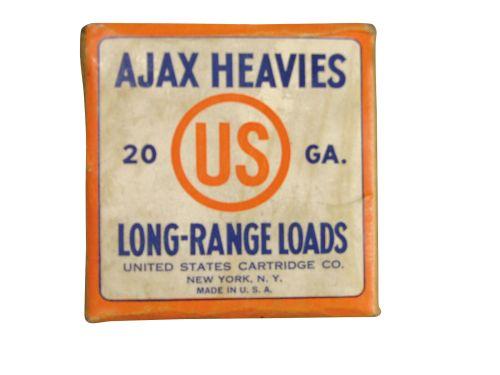 AJAX HEAVIES
20 US GA.
LONG-RANGE LOADS
UNITED STATES CARTRIDGE CO.
NEW YORK, N. Y.
MADE IN U. S. A.